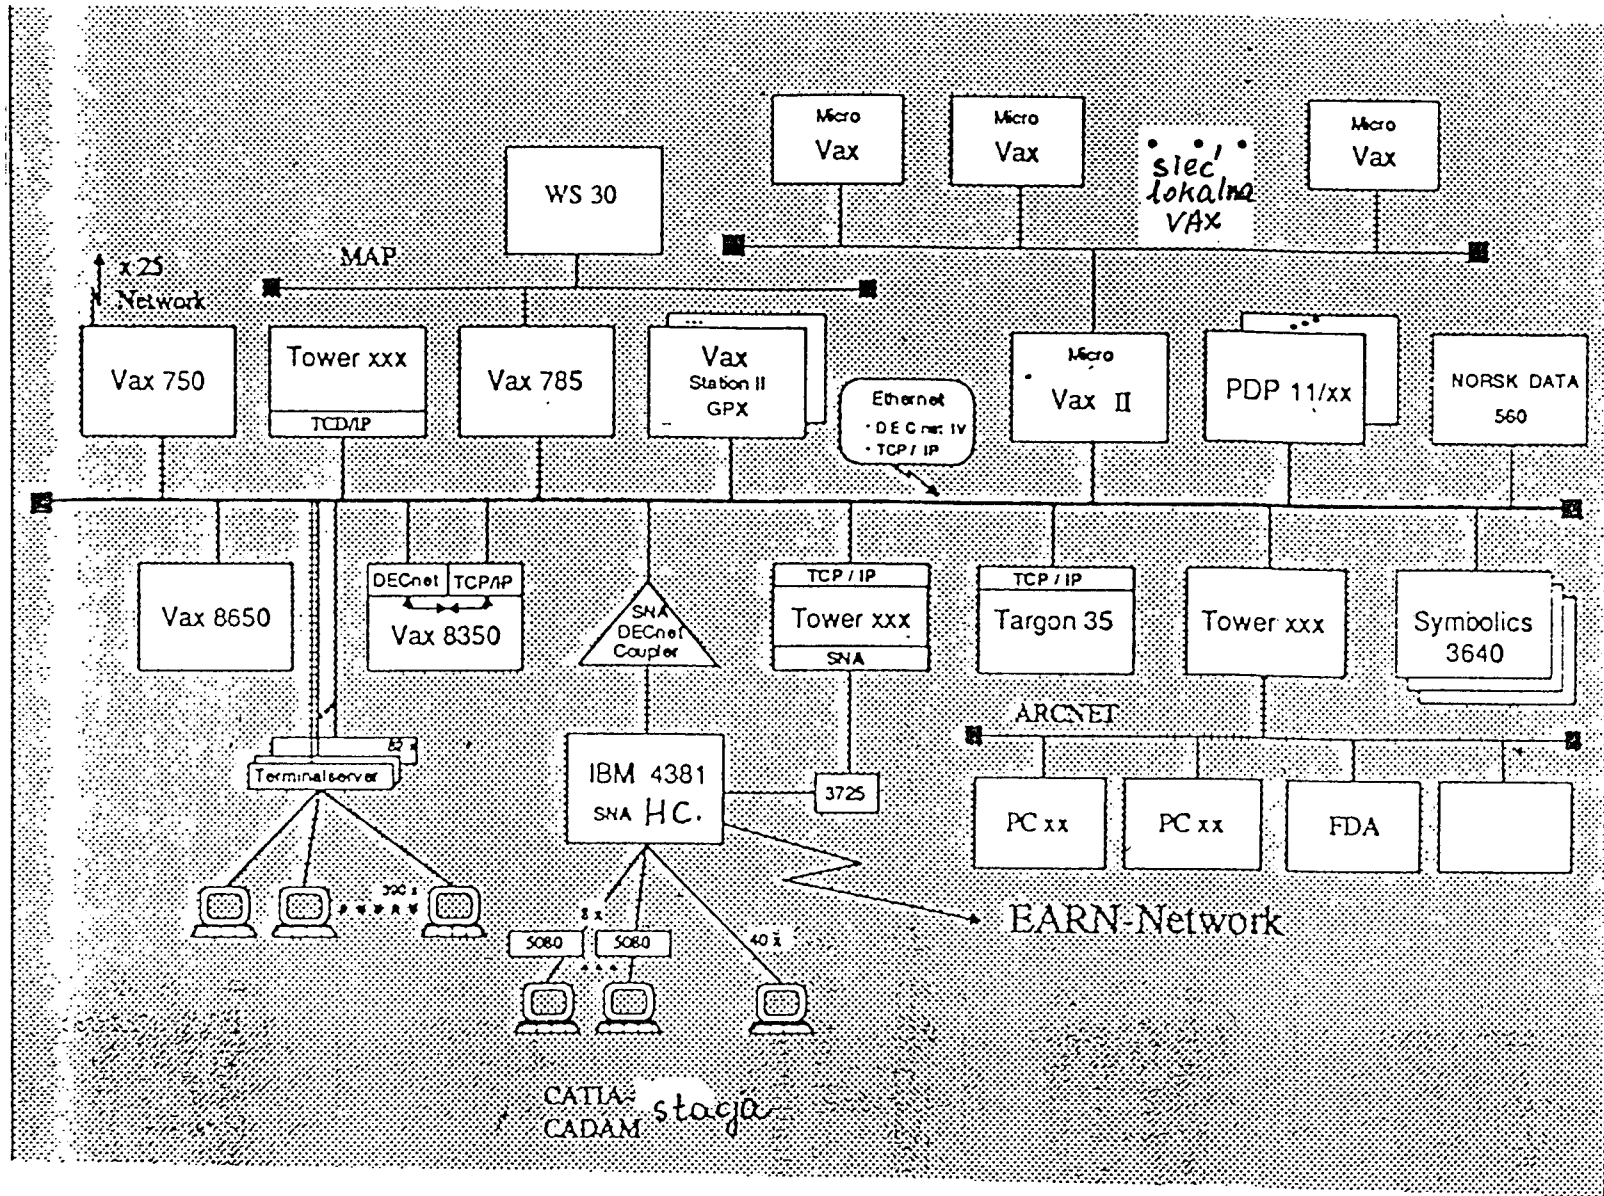 Micro
Vax
Micro
Vax
sieć
lokalna
VAX
Micro
Vax
WS 30
MAP
x 25
Network
Vax 750
Tower xxx
TCD/IP
Vax 785
...
Vax
Station II
GPX
Ethernet
• DECnet IV
• TCP / IP
Micro
Vax II
PDP 11/xx
NORSK DATA
560
Vax 8650
DECnet
TCP/IP
Vax 8350
SNA
DECnet
Coupler
TCP / IP
Tower xxx
SNA
TCP / IP
Targon 35
Tower xxx
Symbolics
3640
82 x
Terminalserver
IBM 4381
SNA HC.
3725
ARCNET
PC xx
PC xx
FDA
390 x
EARN-Network
8 x
5080
5080
40 x
CATIA- stacja
CADAM